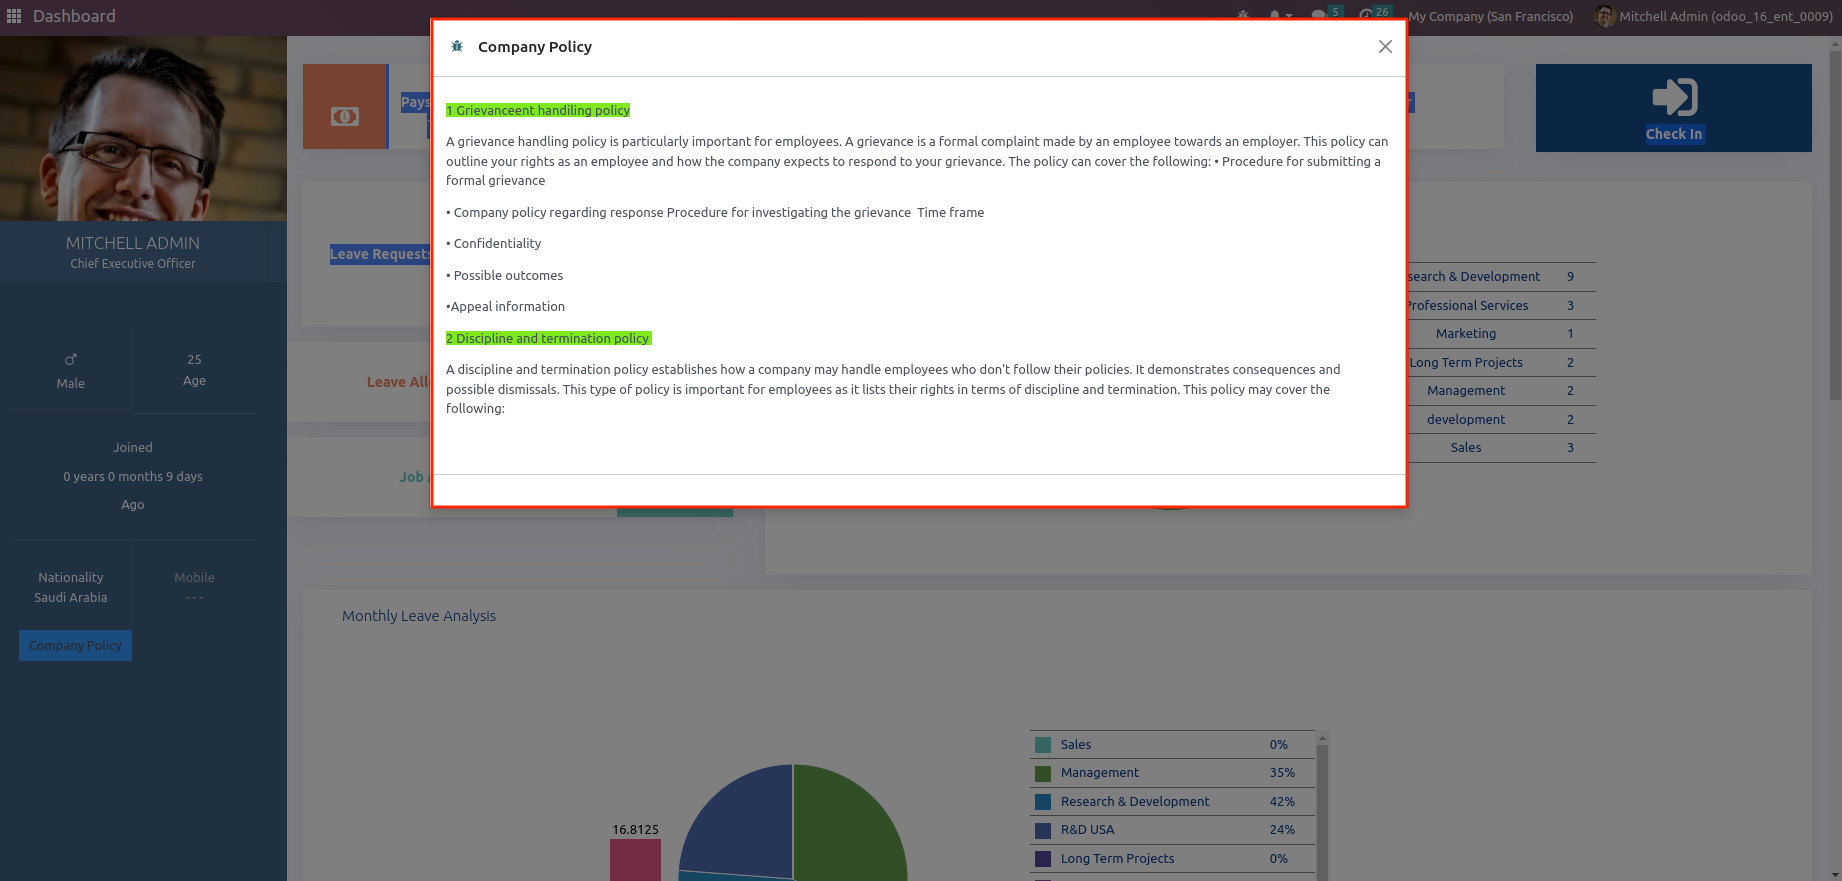 Dashboard
5
26
My Company (San Francisco)
Mitchell Admin (odoo_16_ent_0009)
Company Policy
1 Grievanceent handiling policy
A grievance handling policy is particularly important for employees. A grievance is a formal complaint made by an employee towards an employer. This policy can
outline your rights as an employee and how the company expects to respond to your grievance. The policy can cover the following: • Procedure for submitting a
formal grievance
• Company policy regarding response Procedure for investigating the grievance  Time frame
• Confidentiality
• Possible outcomes
•Appeal information
2 Discipline and termination policy
A discipline and termination policy establishes how a company may handle employees who don't follow their policies. It demonstrates consequences and
possible dismissals. This type of policy is important for employees as it lists their rights in terms of discipline and termination. This policy may cover the
following:
Pays
Check In
MITCHELL ADMIN
Chief Executive Officer
♂
Male
25
Age
Joined
0 years 0 months 9 days
Ago
Nationality
Saudi Arabia
Mobile
- - -
Company Policy
Leave Requests
Leave All
Job
search & Development 9
Professional Services 3
Marketing 1
Long Term Projects 2
Management 2
development 2
Sales 3
Monthly Leave Analysis
16.8125
Sales 0%
Management 35%
Research & Development 42%
R&D USA 24%
Long Term Projects 0%